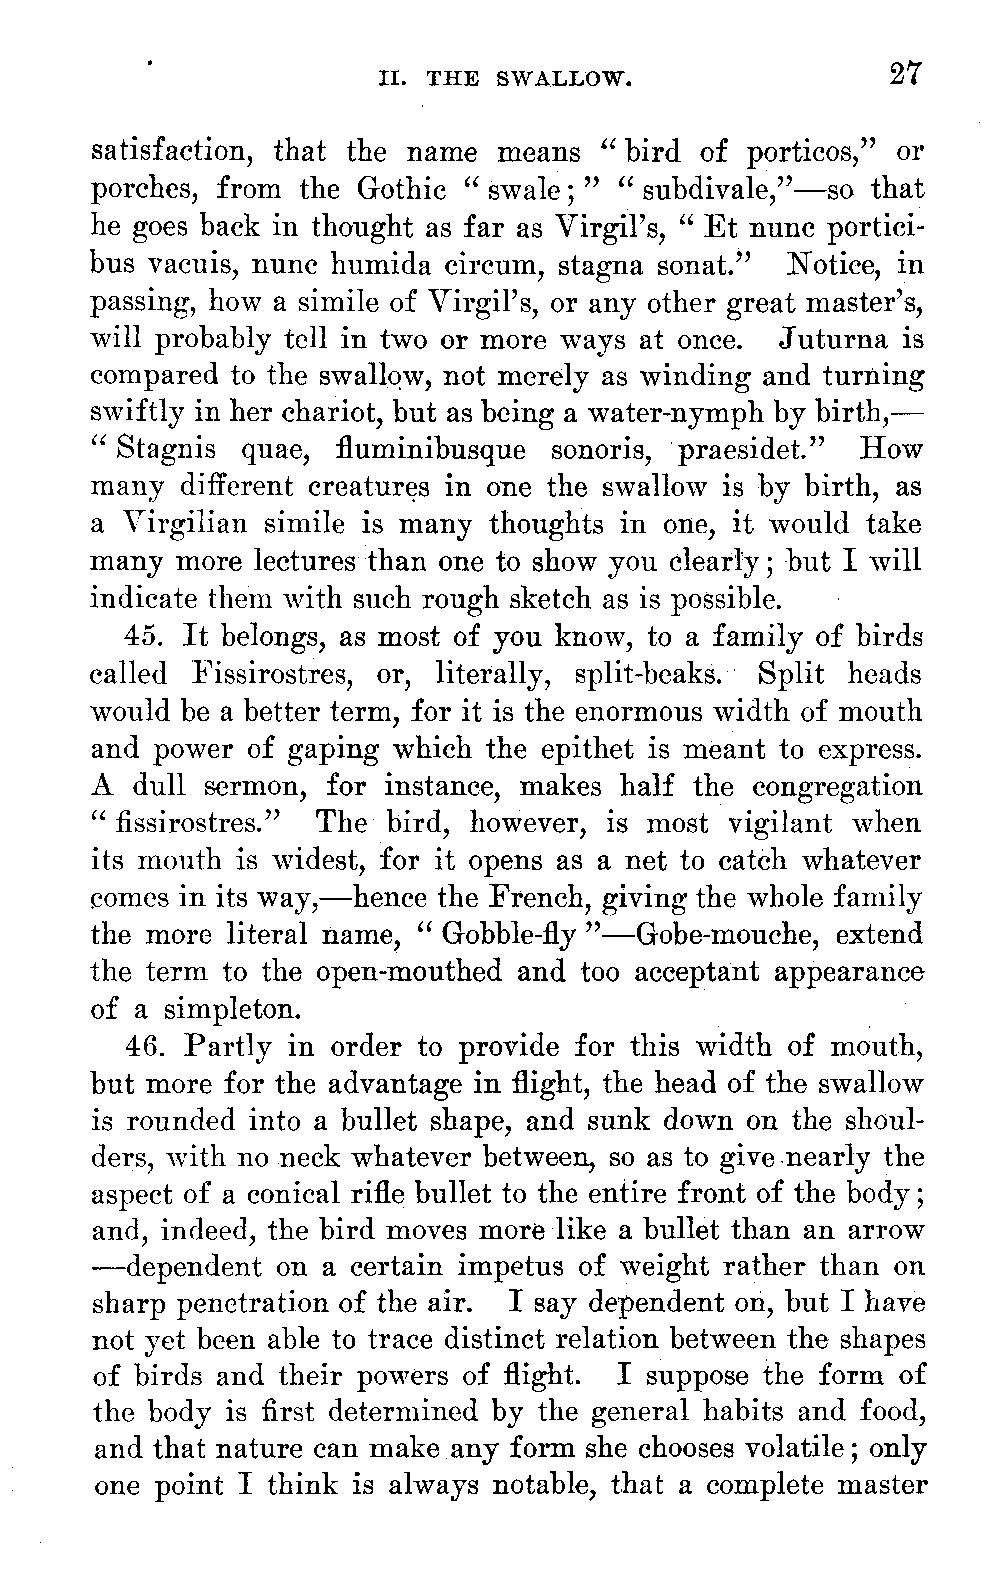 II. THE SWALLOW. 27
satisfaction, that the name means “ bird of porticos,” or
porches, from the Gothic “ swale ; ” “ subdivale,”—so that
he goes back in thought as far as Virgil’s, “ Et nunc portici-
bus vacuis, nunc humida circum, stagna sonat.” Notice, in
passing, how a simile of Virgil’s, or any other great master’s,
will probably tell in two or more ways at once. Juturna is
compared to the swallow, not merely as winding and turning
swiftly in her chariot, but as being a water-nymph by birth,—
“ Stagnis quae, fluminibusque sonoris, praesidet.” How
many different creatures in one the swallow is by birth, as
a Virgilian simile is many thoughts in one, it would take
many more lectures than one to show you clearly ; but I will
indicate them with such rough sketch as is possible.
45. It belongs, as most of you know, to a family of birds
called Fissirostres, or, literally, split-beaks. Split heads
would be a better term, for it is the enormous width of mouth
and power of gaping which the epithet is meant to express.
A dull sermon, for instance, makes half the congregation
“ fissirostres.” The bird, however, is most vigilant when
its mouth is widest, for it opens as a net to catch whatever
comes in its way,—hence the French, giving the whole family
the more literal name, “ Gobble-fly ”—Gobe-mouche, extend
the term to the open-mouthed and too acceptant appearance
of a simpleton.
46. Partly in order to provide for this width of mouth,
but more for the advantage in flight, the head of the swallow
is rounded into a bullet shape, and sunk down on the shoul-
ders, with no neck whatever between, so as to give nearly the
aspect of a conical rifle bullet to the entire front of the body ;
and, indeed, the bird moves more like a bullet than an arrow
—dependent on a certain impetus of weight rather than on
sharp penetration of the air. I say dependent on, but I have
not yet been able to trace distinct relation between the shapes
of birds and their powers of flight. I suppose the form of
the body is first determined by the general habits and food,
and that nature can make any form she chooses volatile ; only
one point I think is always notable, that a complete master